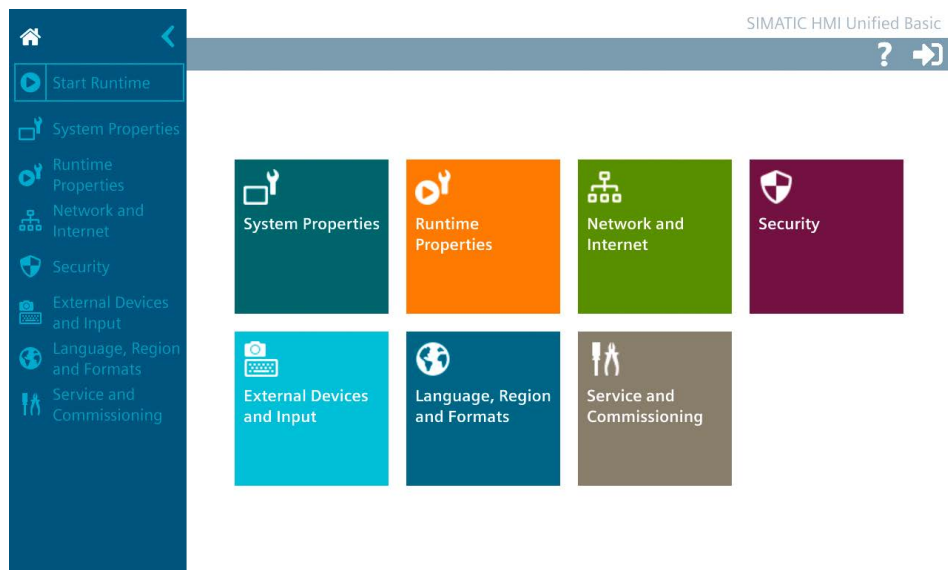 SIMATIC HMI Unified Basic
?
Start Runtime
System Properties
Runtime
Properties
Network and
Internet
Security
External Devices
and Input
Language, Region
and Formats
Service and
Commissioning
System Properties
Runtime
Properties
Network and
Internet
Security
External Devices
and Input
Language, Region
and Formats
Service and
Commissioning